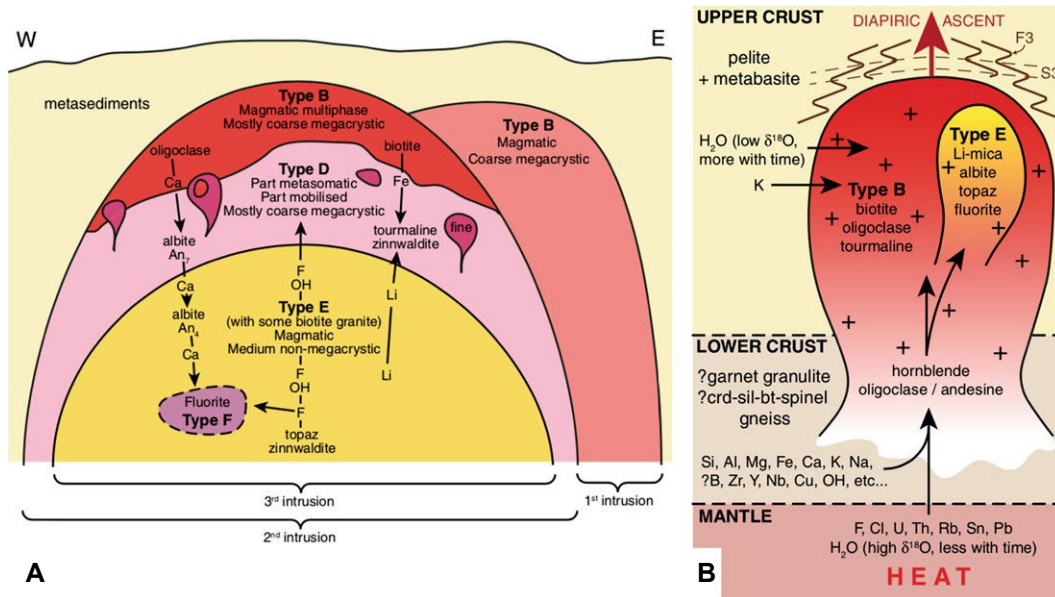 W
E
metasediments
Type B
Magmatic multiphase
Mostly coarse megacrystic
Type B
Magmatic
Coarse megacrystic
oligoclase
Ca
albite
An₇
Ca
albite
An₄
Ca
Type D
Part metasomatic
Part mobilised
Mostly coarse megacrystic
biotite
Fe
tourmaline
zinnwaldite
fine
Li
Li
F
OH
Type E
(with some biotite granite)
Magmatic
Medium non-megacrystic
F
OH
F
topaz
zinnwaldite
Fluorite
Type F
3rd intrusion
1st intrusion
2nd intrusion
A
UPPER CRUST
DIAPIRIC ASCENT
F3
S3
pelite
+ metabasite
H₂O (low δ¹⁸O,
more with time)
K
Type B
biotite
oligoclase
tourmaline
Type E
Li-mica
albite
topaz
fluorite
LOWER CRUST
?garnet granulite
?crd-sil-bt-spinel
gneiss
hornblende
oligoclase / andesine
Si, Al, Mg, Fe, Ca, K, Na,
?B, Zr, Y, Nb, Cu, OH, etc...
MANTLE
F, Cl, U, Th, Rb, Sn, Pb
H₂O (high δ¹⁸O, less with time)
HEAT
B